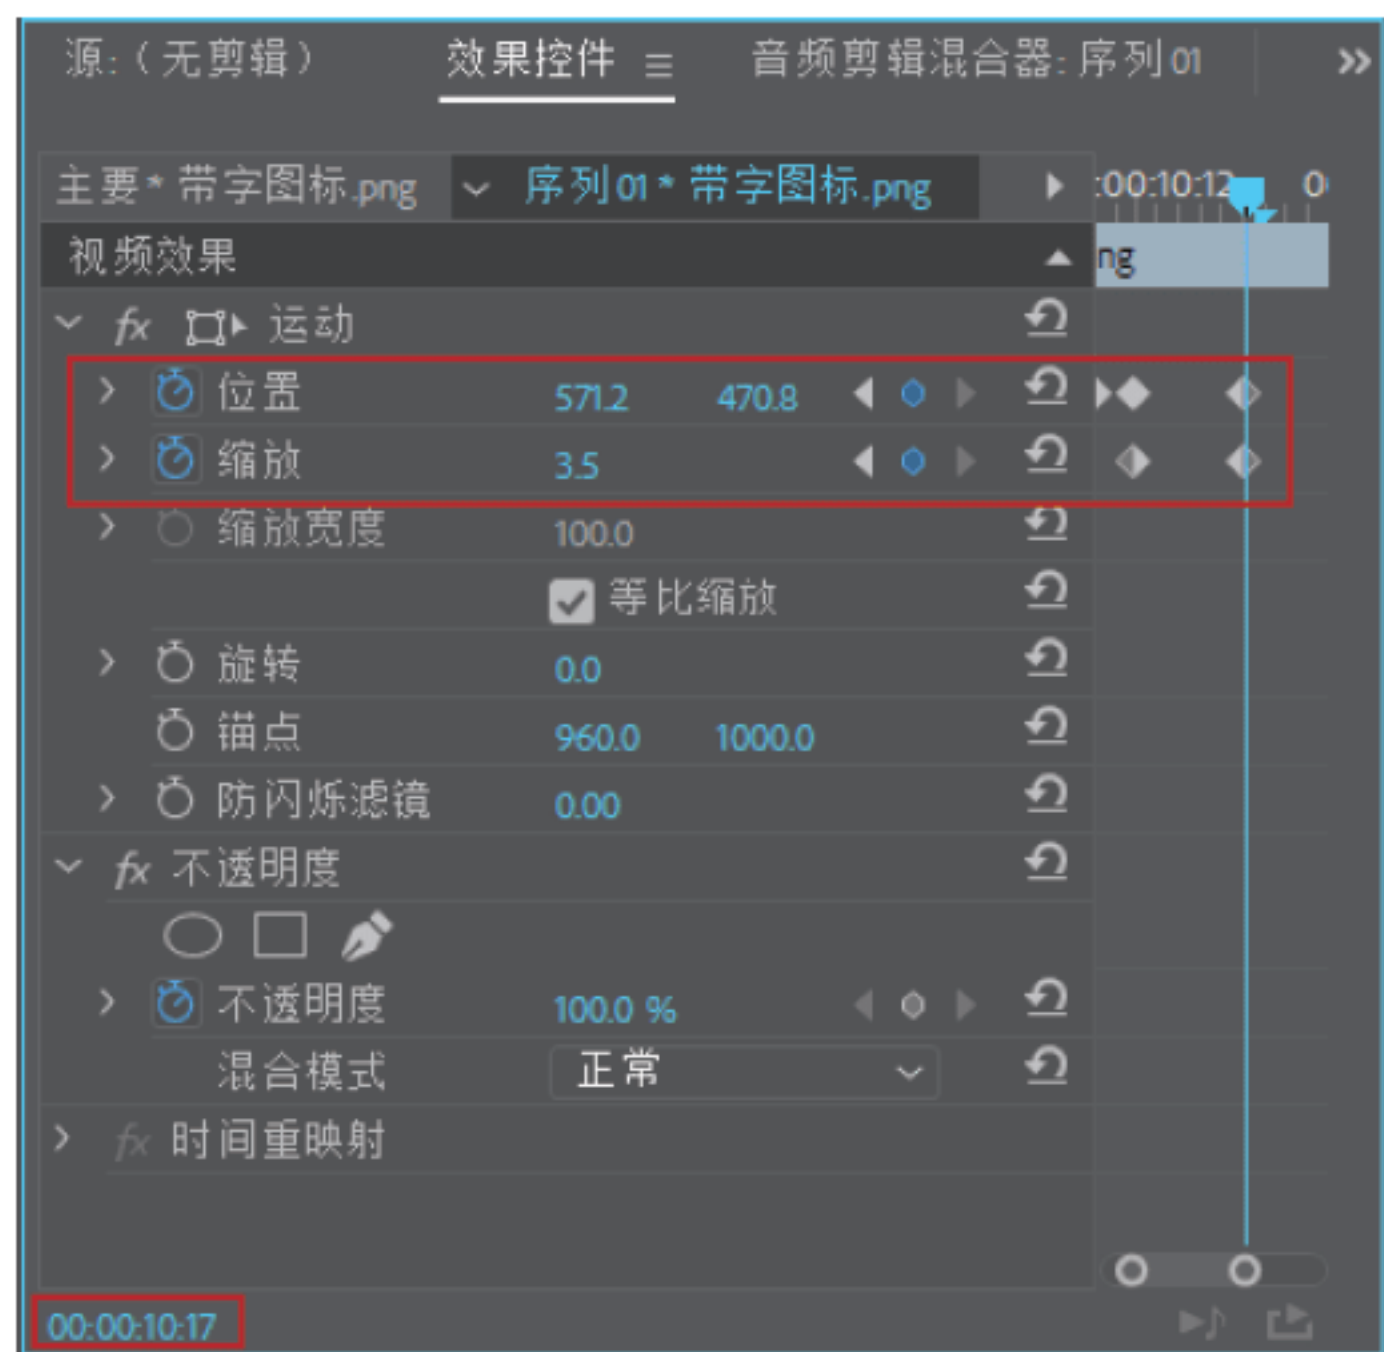 源:（无剪辑）
效果控件
音频剪辑混合器: 序列 01
主要* 带字图标.png
序列 01 * 带字图标.png
:00:10:12
视频效果
ng
fx 运动
位置 571.2 470.8
缩放 3.5
缩放宽度 100.0
等比缩放
旋转 0.0
锚点 960.0 1000.0
防闪烁滤镜 0.00
fx 不透明度
不透明度 100.0 %
混合模式 正常
fx 时间重映射
00:00:10:17